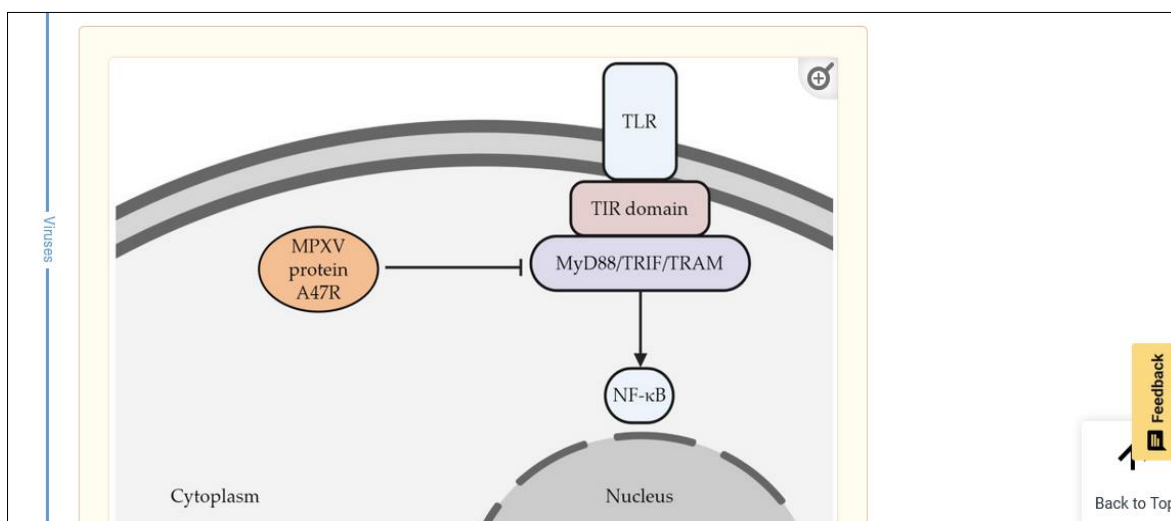 Viruses
TLR
TIR domain
MPXV
protein
A47R
MyD88/TRIF/TRAM
NF-κB
Cytoplasm
Nucleus
Feedback
Back to Top